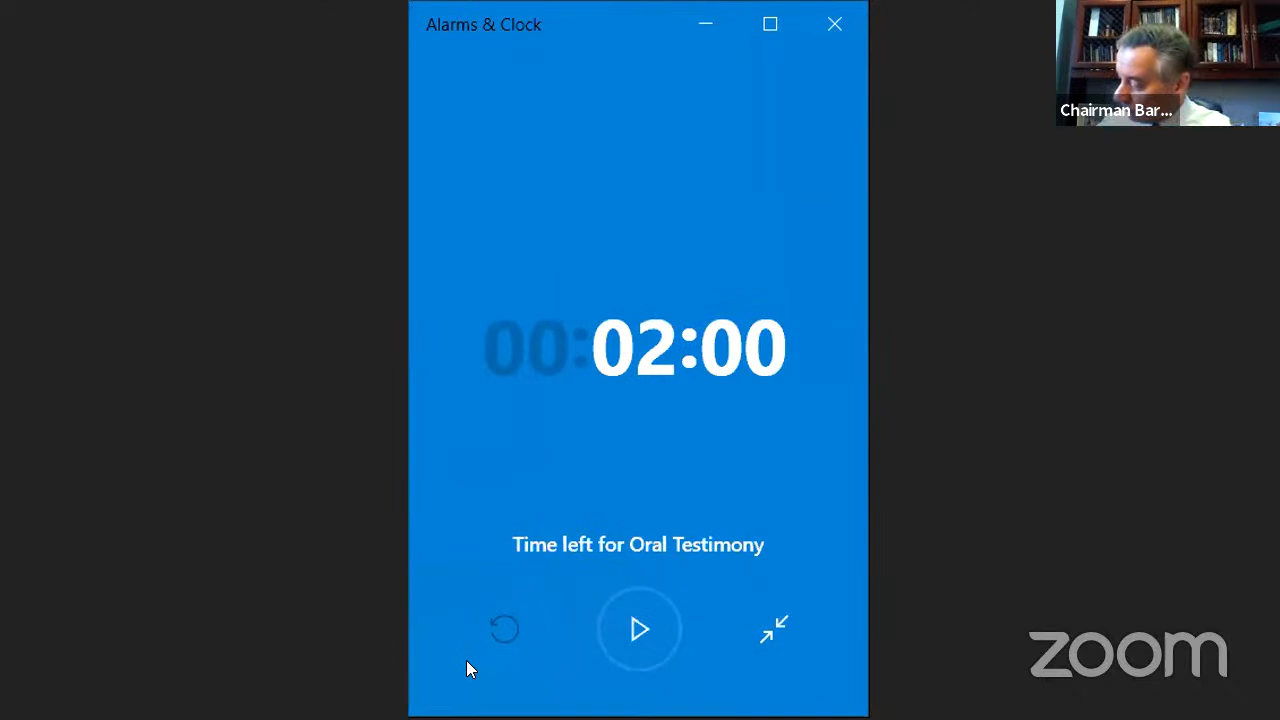 Alarms & Clock
Chairman Bar...
00:02:00
Time left for Oral Testimony
zoom